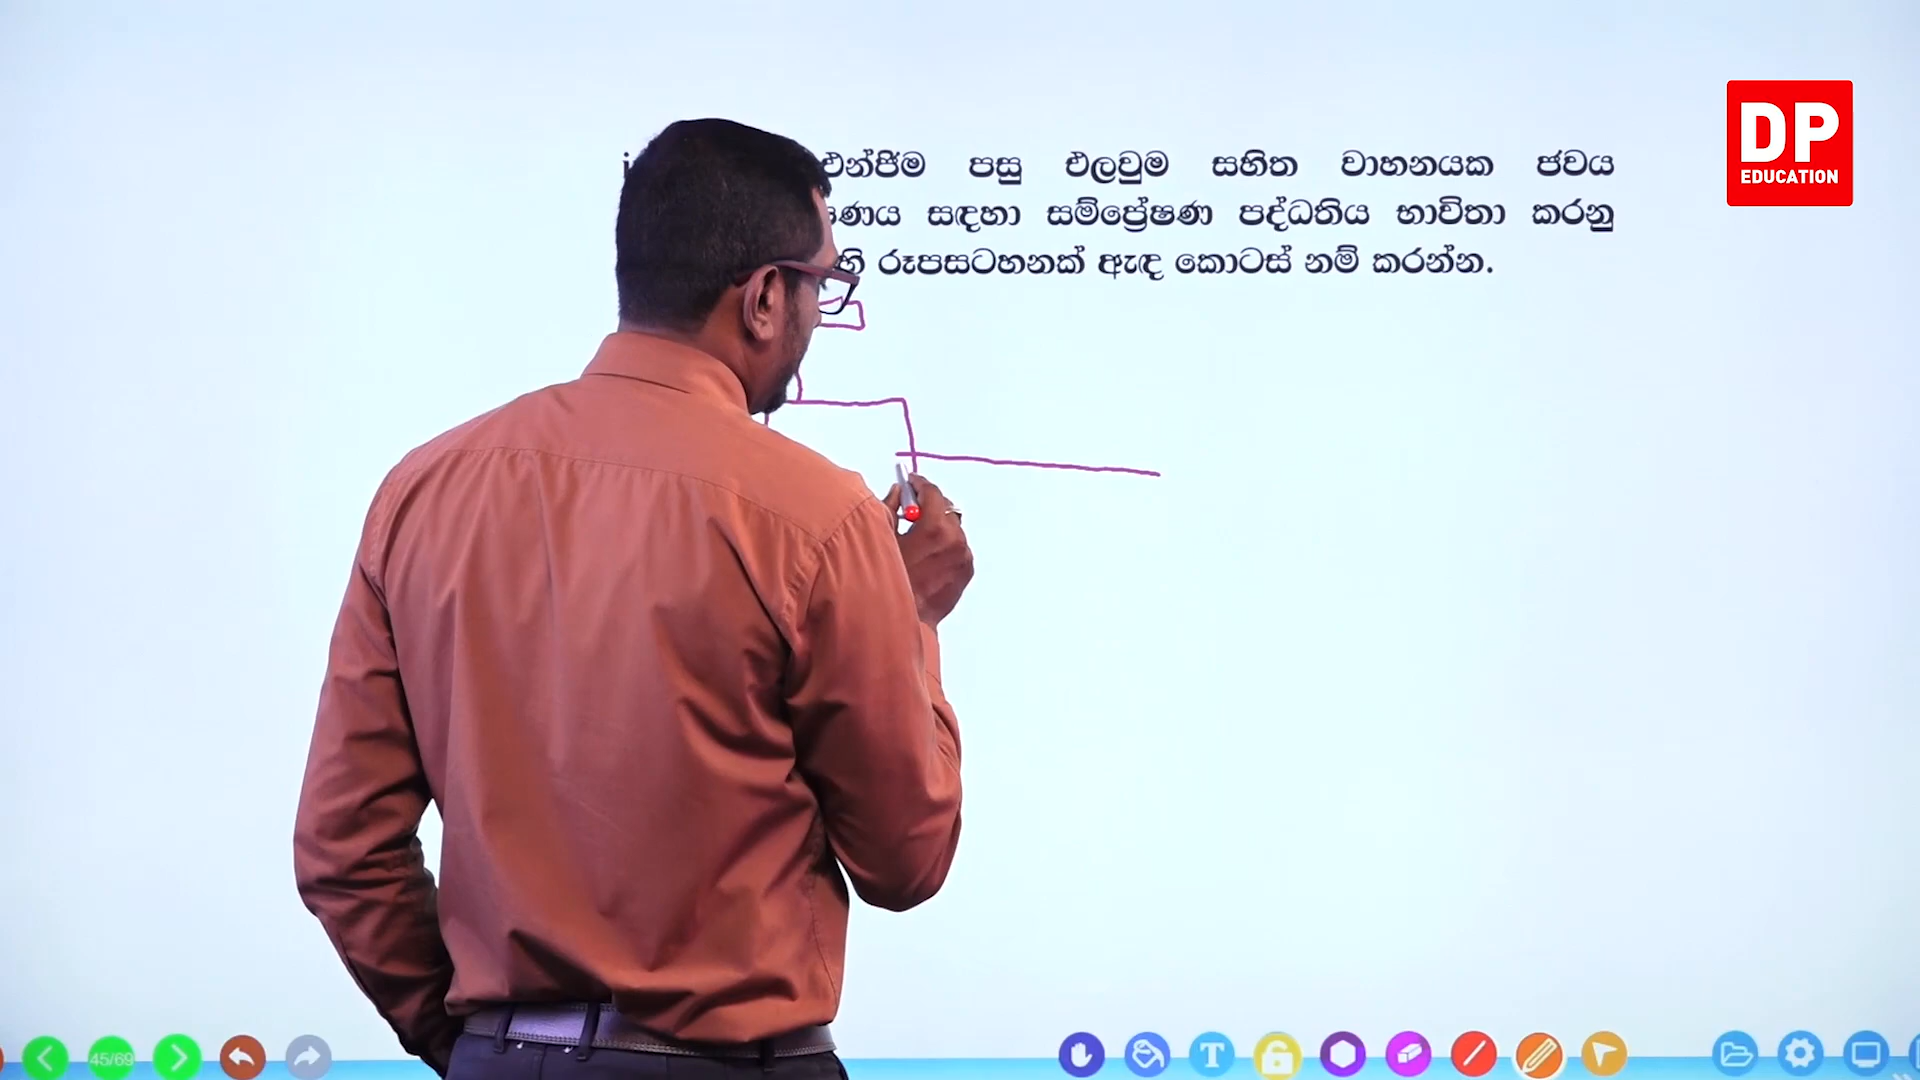 එන්ජිම පසු එලවුම සහිත වාහනයක ජවය
ණය සඳහා සම්ප්‍රේෂණ පද්ධතිය භාවිතා කරනු
හි රූපසටහනක් ඇඳ කොටස් නම් කරන්න.
DP
EDUCATION
45/69
T